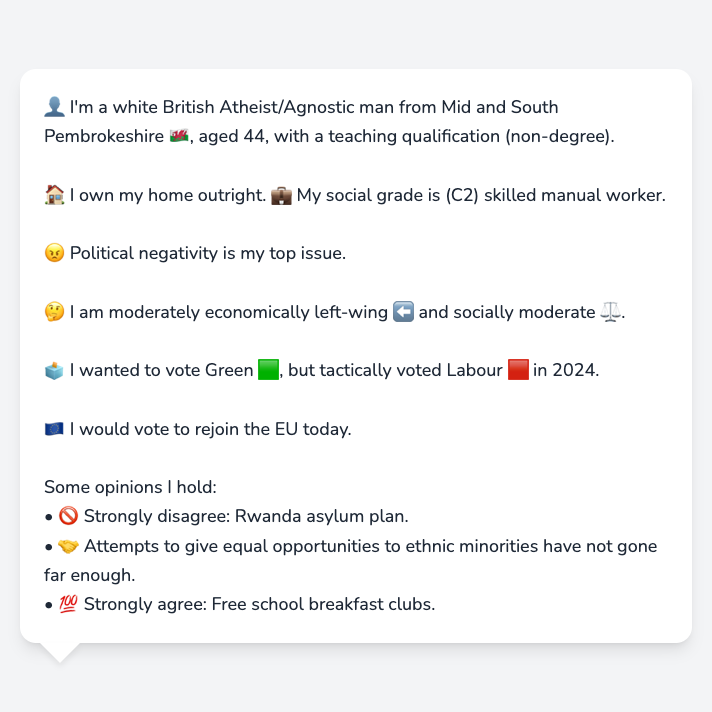 👤 I'm a white British Atheist/Agnostic man from Mid and South
Pembrokeshire 🏴󠁧󠁢󠁷󠁬󠁳󠁿, aged 44, with a teaching qualification (non-degree).
🏠 I own my home outright. 💼 My social grade is (C2) skilled manual worker.
😠 Political negativity is my top issue.
🤔 I am moderately economically left-wing ⬅️ and socially moderate ⚖️.
🗳️ I wanted to vote Green 🟩, but tactically voted Labour 🟥 in 2024.
🇪🇺 I would vote to rejoin the EU today.
Some opinions I hold:
• 🚫 Strongly disagree: Rwanda asylum plan.
• 🤝 Attempts to give equal opportunities to ethnic minorities have not gone
far enough.
• 💯 Strongly agree: Free school breakfast clubs.